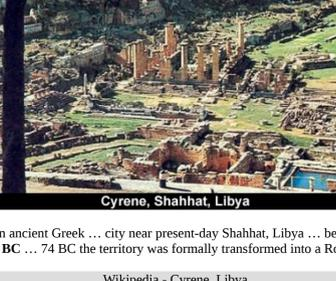 Cyrene, Shahhat, Libya
n ancient Greek … city near present-day Shahhat, Libya … be
BC … 74 BC the territory was formally transformed into a Ro
Wikipedia - Cyrene, Libya